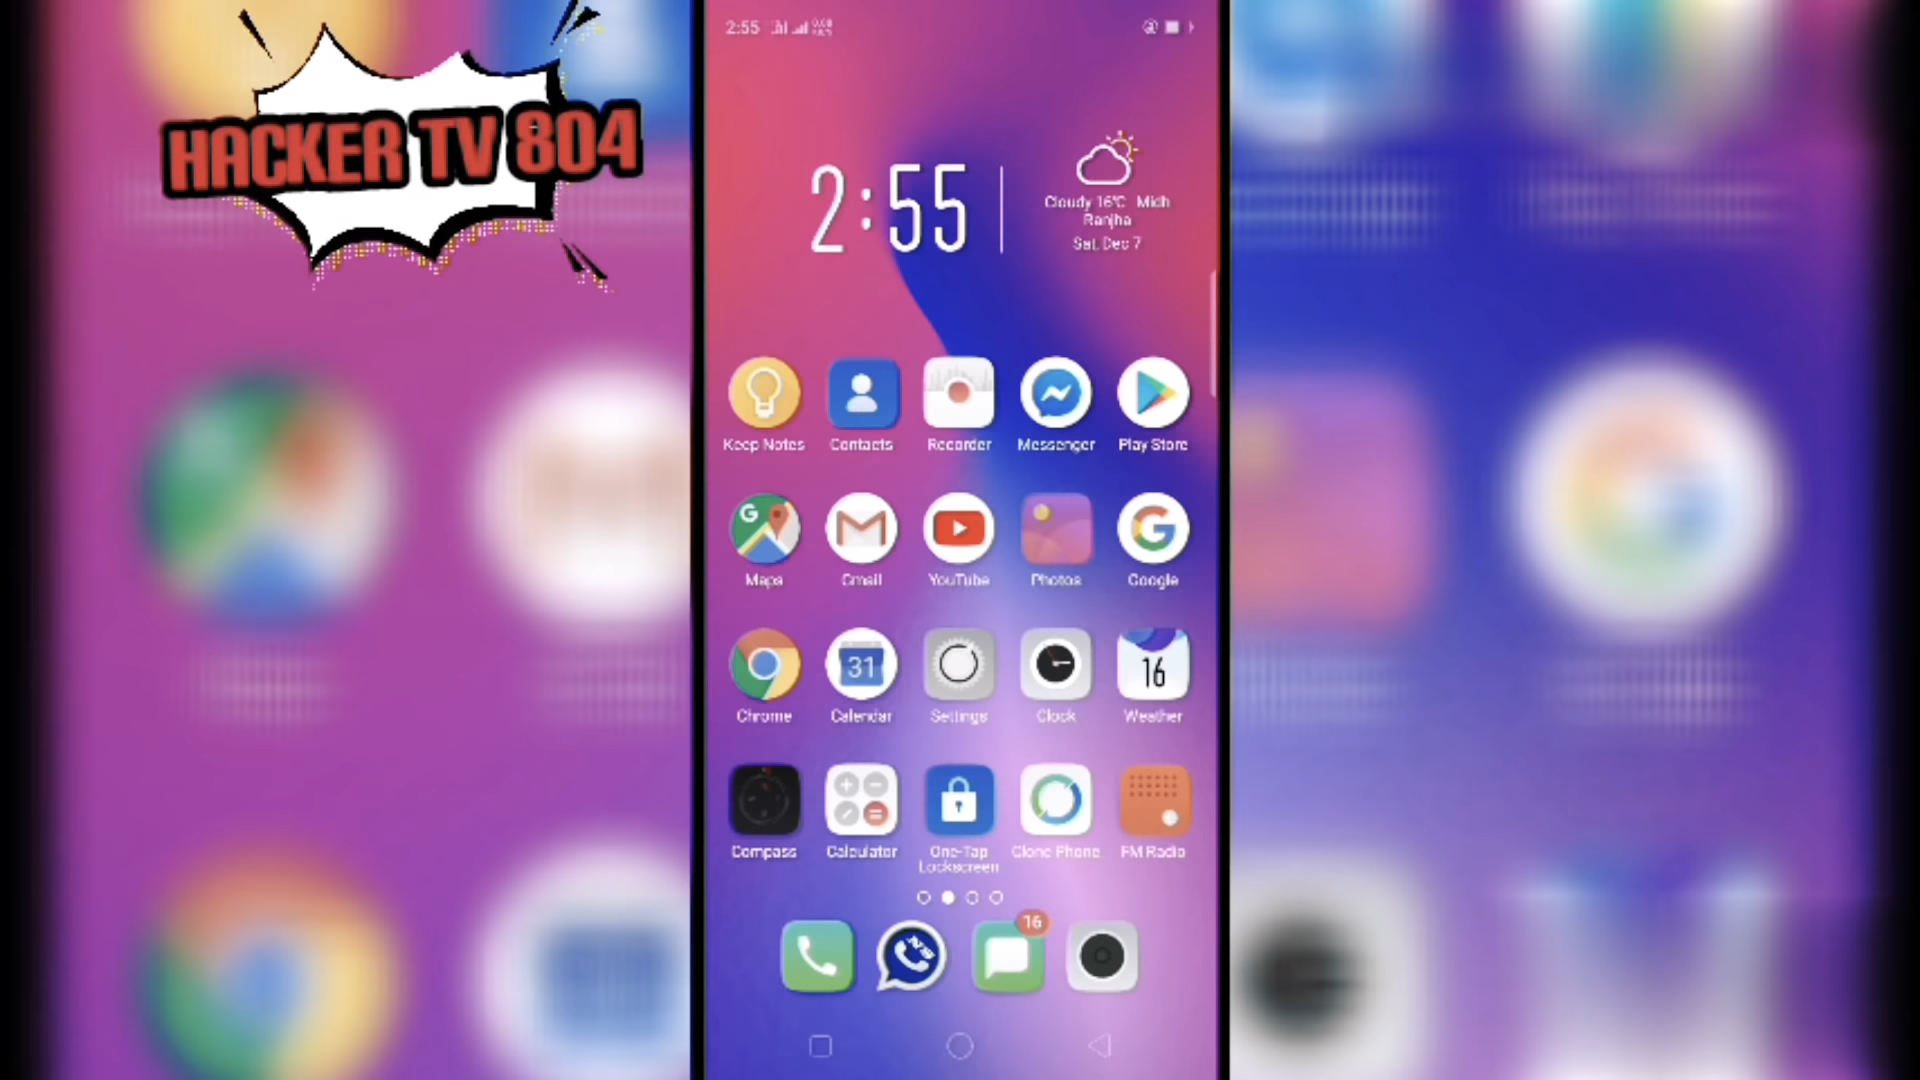 HACKER TV 804
2:55
2:55
Cloudy 16°C Midh
Ranjha
Sat, Dec 7
Keep Notes
Contacts
Recorder
Messenger
Play Store
G
Maps
Gmail
YouTube
Photos
Google
31
16
Chrome
Calendar
Settings
Clock
Weather
Compass
Calculator
One-Tap
Lockscreen
Clone Phone
FM Radio
16